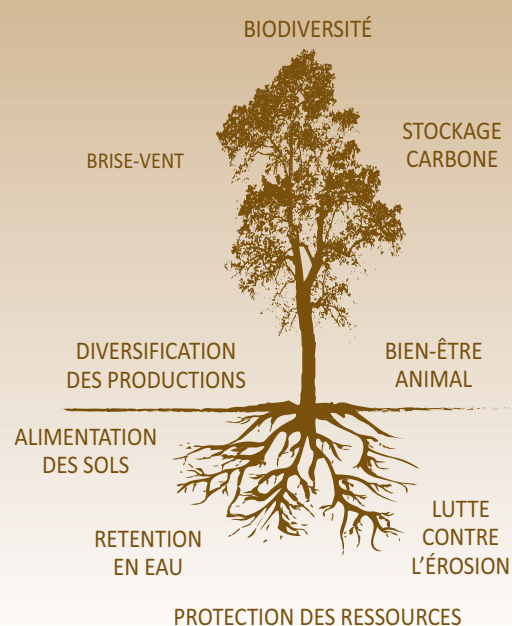 BIODIVERSITÉ
BRISE-VENT
STOCKAGE
CARBONE
DIVERSIFICATION
DES PRODUCTIONS
BIEN-ÊTRE
ANIMAL
ALIMENTATION
DES SOLS
RETENTION
EN EAU
LUTTE
CONTRE
L’ÉROSION
PROTECTION DES RESSOURCES